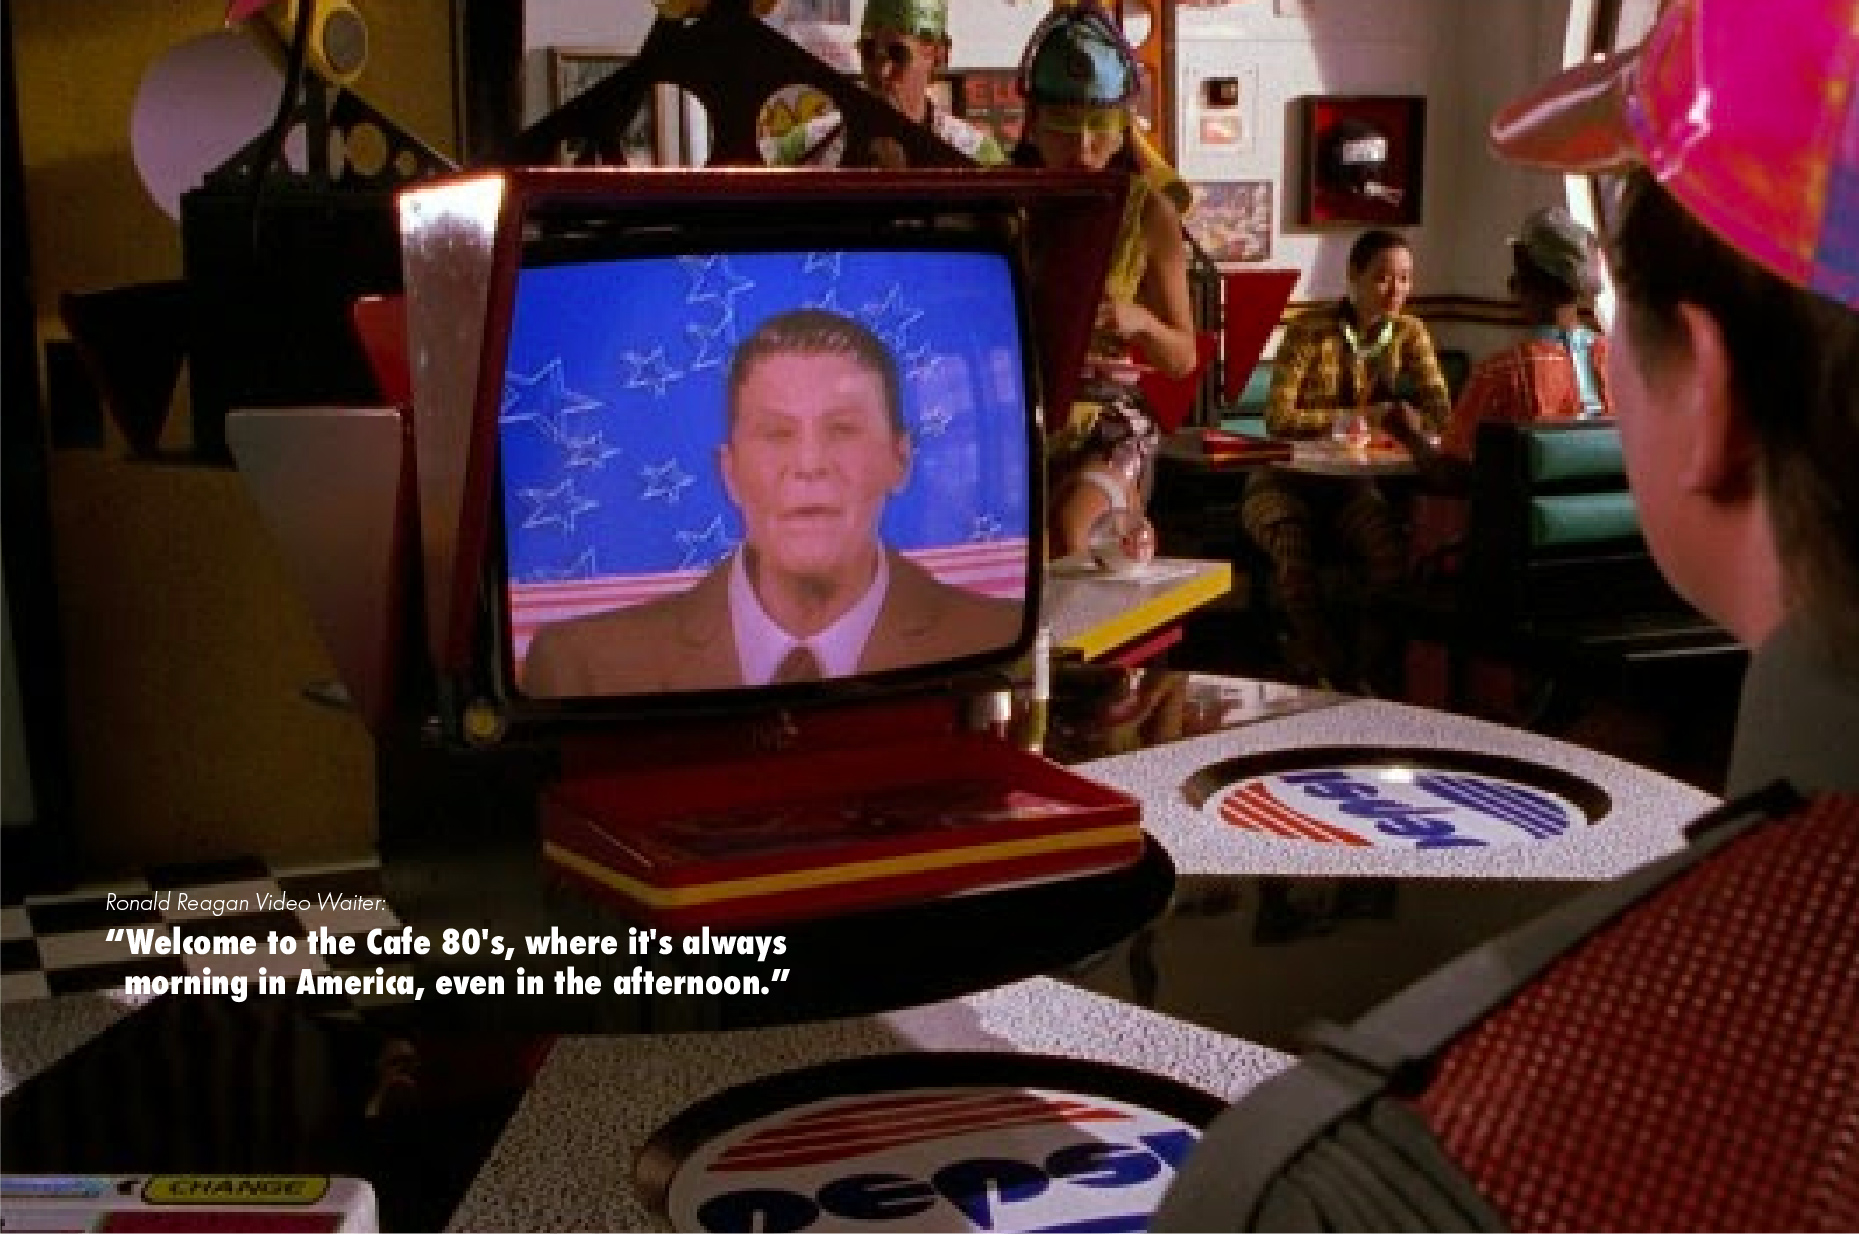 Ronald Reagan Video Waiter:
“Welcome to the Cafe 80's, where it's always
morning in America, even in the afternoon.”
PEPSI
PEPSI
CHANGE